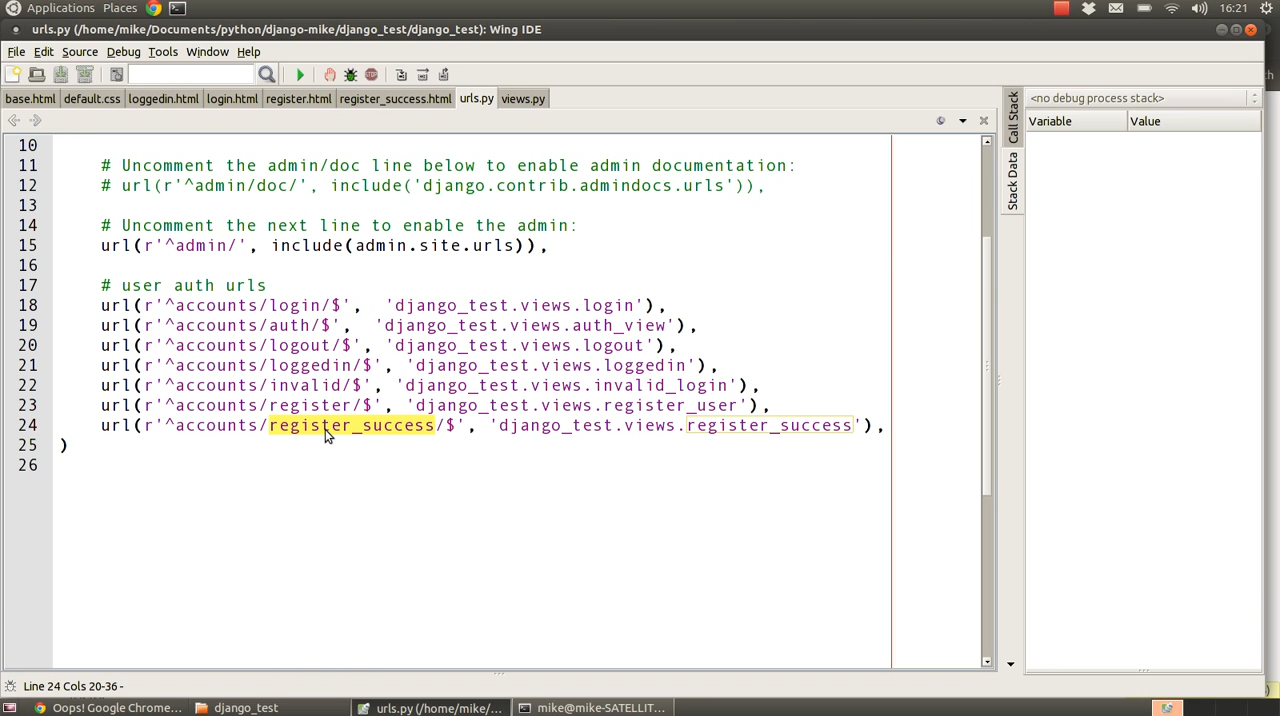 Applications Places 16:21
urls.py (/home/mike/Documents/python/django-mike/django_test/django_test): Wing IDE
File Edit Source Debug Tools Window Help
base.html default.css loggedin.html login.html register.html register_success.html urls.py views.py
<no debug process stack>
Variable Value
Call Stack
Stack Data
10
11 # Uncomment the admin/doc line below to enable admin documentation:
12 # url(r'^admin/doc/', include('django.contrib.admindocs.urls')),
13
14 # Uncomment the next line to enable the admin:
15 url(r'^admin/', include(admin.site.urls)),
16
17 # user auth urls
18 url(r'^accounts/login/$', 'django_test.views.login'),
19 url(r'^accounts/auth/$', 'django_test.views.auth_view'),
20 url(r'^accounts/logout/$', 'django_test.views.logout'),
21 url(r'^accounts/loggedin/$', 'django_test.views.loggedin'),
22 url(r'^accounts/invalid/$', 'django_test.views.invalid_login'),
23 url(r'^accounts/register/$', 'django_test.views.register_user'),
24 url(r'^accounts/register_success/$', 'django_test.views.register_success'),
25 )
26
Line 24 Cols 20-36 -
Oops! Google Chrome... django_test urls.py (/home/mike/... mike@mike-SATELLIT...